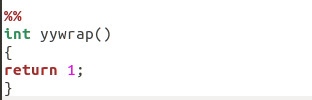 %%
int yywrap()
{
return 1;
}